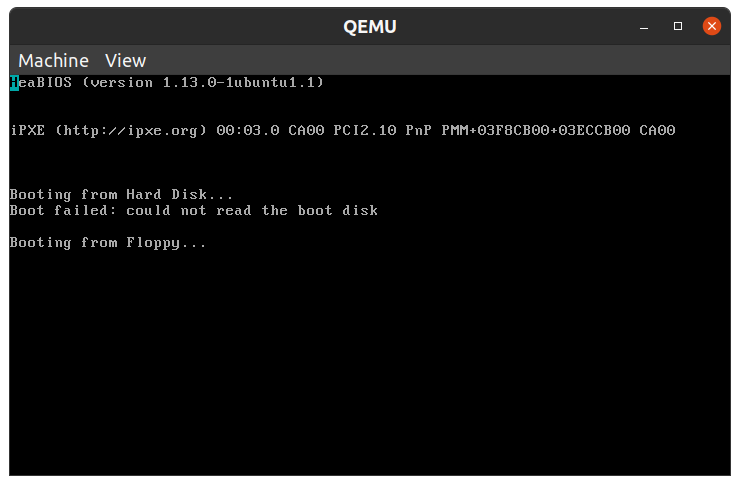 QEMU
Machine View
HeaBIOS (version 1.13.0-1ubuntu1.1)
iPXE (http://ipxe.org) 00:03.0 CA00 PCI2.10 PnP PMM+03F8CB00+03ECCB00 CA00
Booting from Hard Disk...
Boot failed: could not read the boot disk
Booting from Floppy...